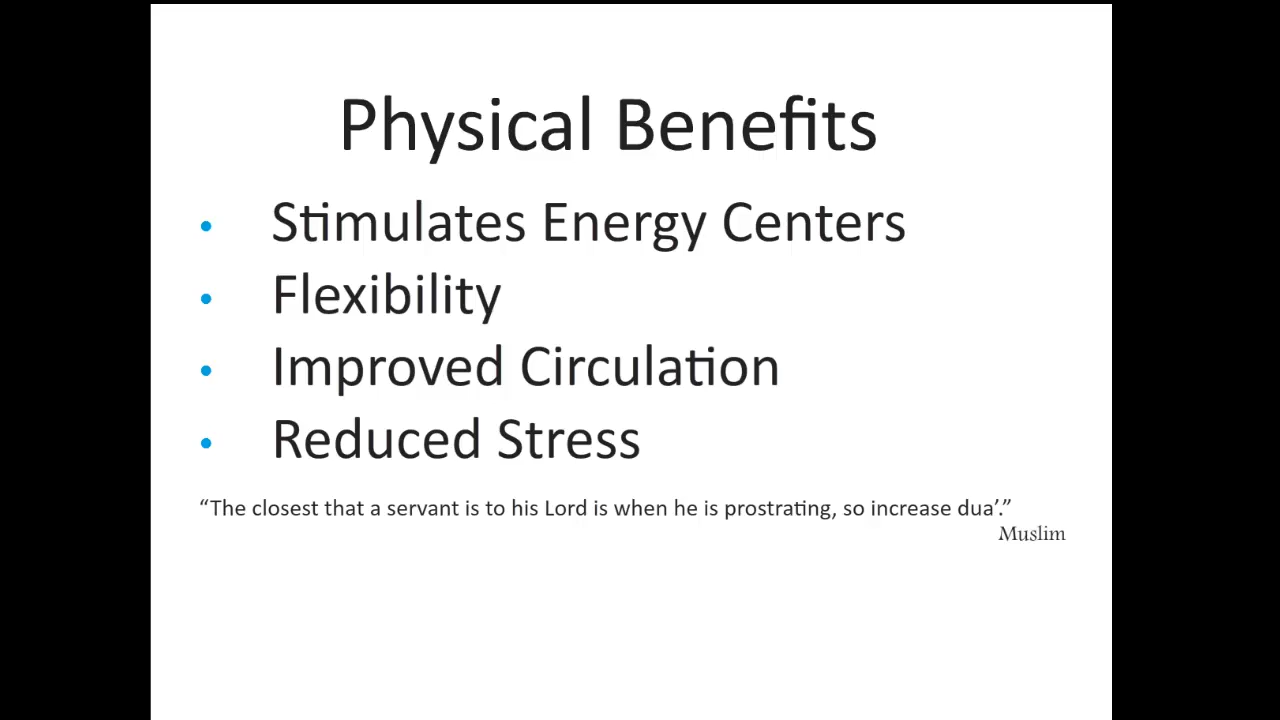 Physical Benefits
• Stimulates Energy Centers
• Flexibility
• Improved Circulation
• Reduced Stress
“The closest that a servant is to his Lord is when he is prostrating, so increase dua’.”
Muslim